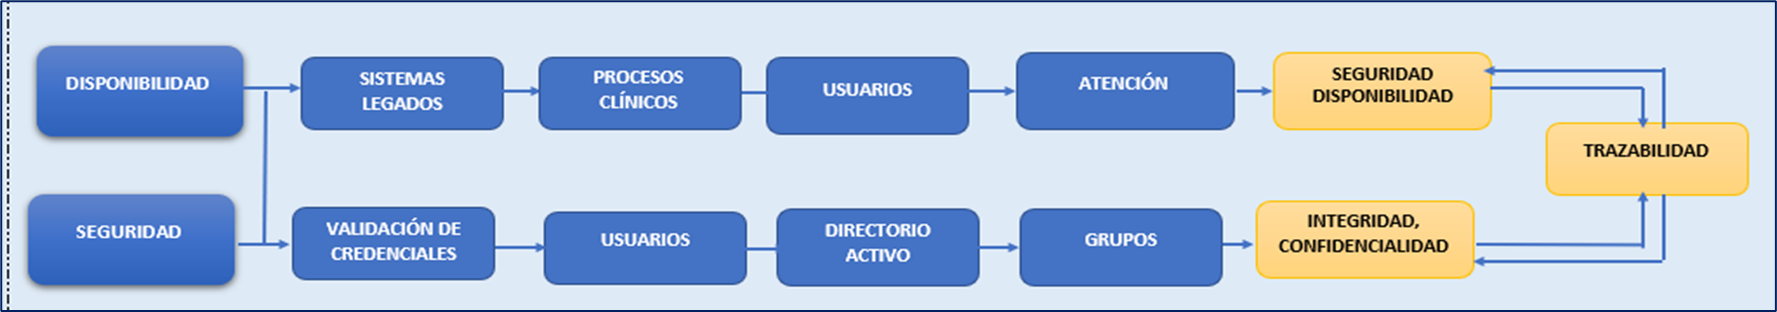 DISPONIBILIDAD
SISTEMAS
LEGADOS
PROCESOS
CLÍNICOS
USUARIOS
ATENCIÓN
SEGURIDAD
DISPONIBILIDAD
TRAZABILIDAD
SEGURIDAD
VALIDACIÓN DE
CREDENCIALES
USUARIOS
DIRECTORIO
ACTIVO
GRUPOS
INTEGRIDAD,
CONFIDENCIALIDAD